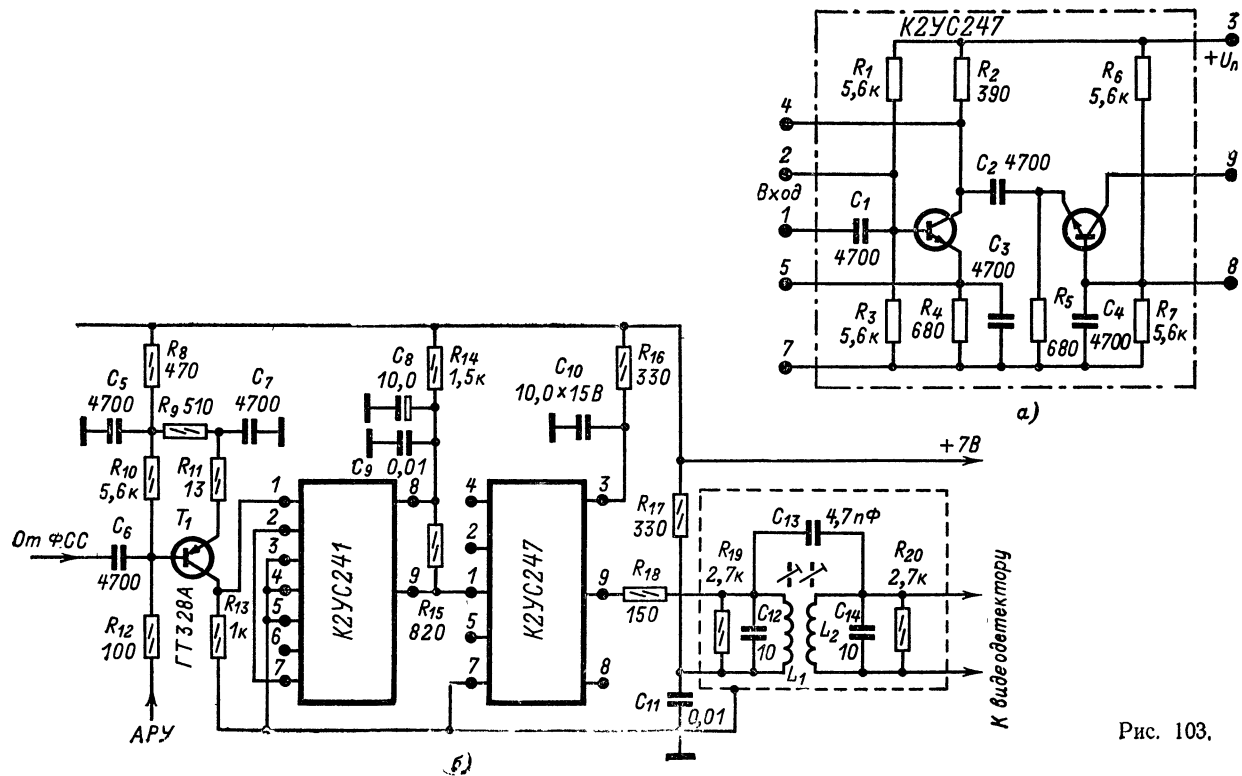 К2УС247
3
+Uп
R1
5,6к
R2
390
R6
5,6к
4
2
Вход
1
5
7
C1
4700
C2 4700
C3
4700
9
8
R3
5,6к
R4
680
R5
680
C4
4700
R7
5,6к
а)
R8
470
C5
4700
R9 510
C7
4700
C8
10,0
R14
1,5к
C10
10,0×15В
R16
330
R10
5,6к
R11
13
C9
0,01
+7В
От ФСС
C6
4700
T1
ГТ328А
R12
100
R13
1к
АРУ
1
2
3
4
5
6
7
К2УС241
8
9
R15
820
4
2
1
5
7
К2УС247
3
9
8
R17
330
R18
150
C11
0,01
C13
4,7пФ
R19
2,7к
R20
2,7к
C12
10
L1
L2
C14
10
К видеодетектору
б)
Рис. 103.